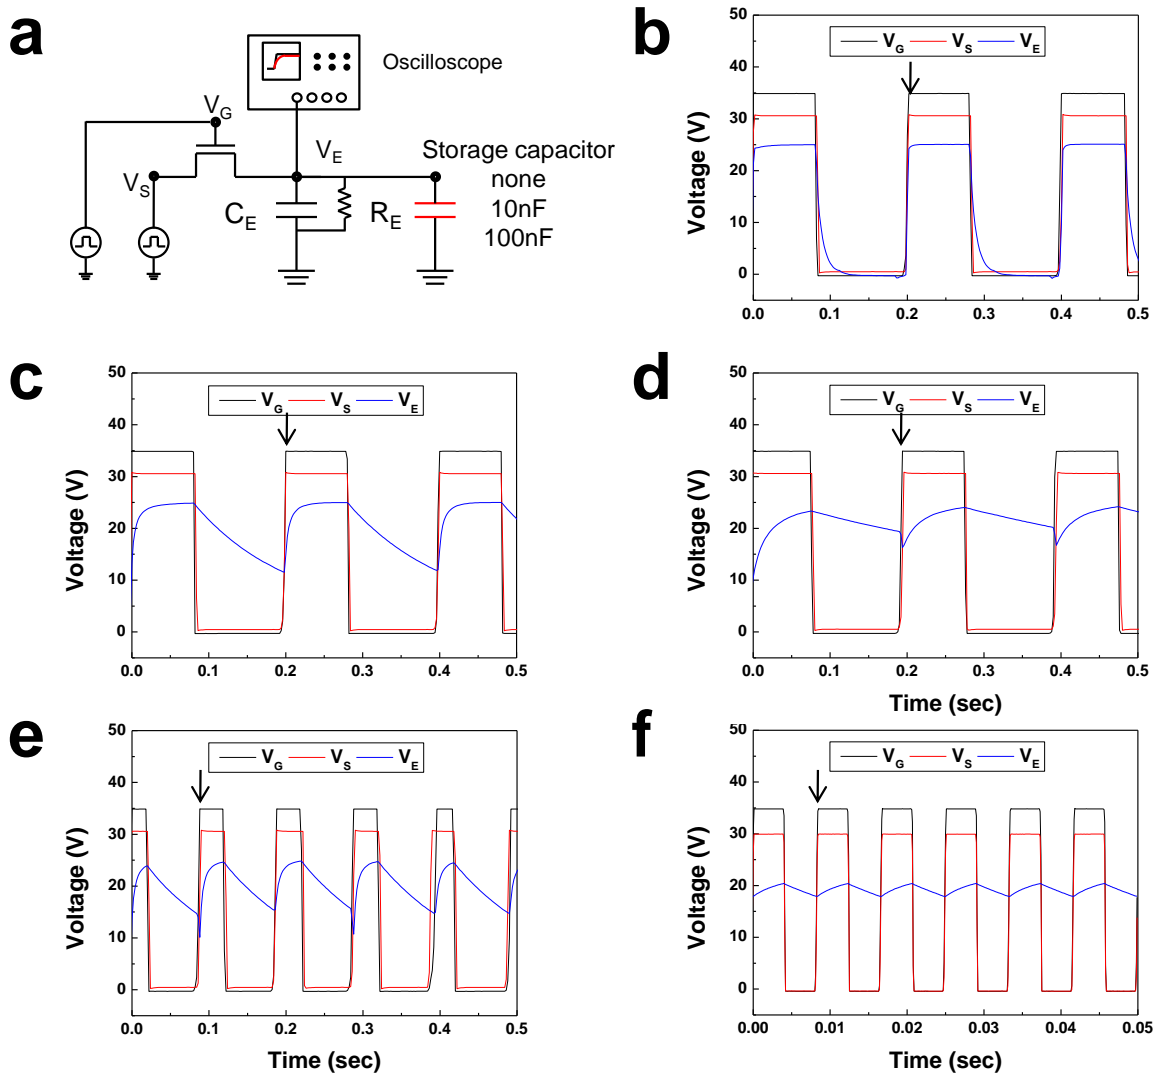 a
Oscilloscope
V_G
V_E
V_S
Storage capacitor
none
10nF
100nF
C_E
R_E
b
V_G V_S V_E
Voltage (V)
50
40
30
20
10
0
0.0 0.1 0.2 0.3 0.4 0.5
c
V_G V_S V_E
Voltage (V)
50
40
30
20
10
0
0.0 0.1 0.2 0.3 0.4 0.5
d
V_G V_S V_E
Voltage (V)
50
40
30
20
10
0
0.0 0.1 0.2 0.3 0.4 0.5
Time (sec)
e
V_G V_S V_E
Voltage (V)
50
40
30
20
10
0
0.0 0.1 0.2 0.3 0.4 0.5
Time (sec)
f
V_G V_S V_E
Voltage (V)
50
40
30
20
10
0
0.00 0.01 0.02 0.03 0.04 0.05
Time (sec)